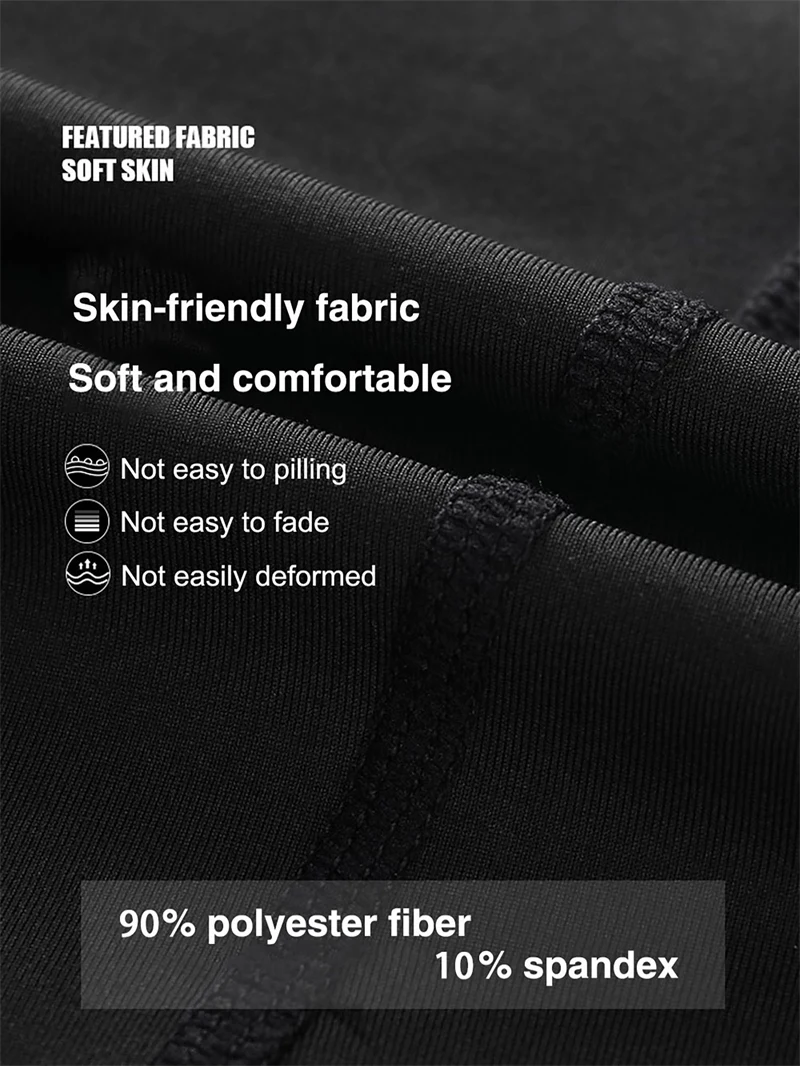 FEATURED FABRIC
SOFT SKIN
Skin-friendly fabric
Soft and comfortable
Not easy to pilling
Not easy to fade
Not easily deformed
90% polyester fiber
10% spandex